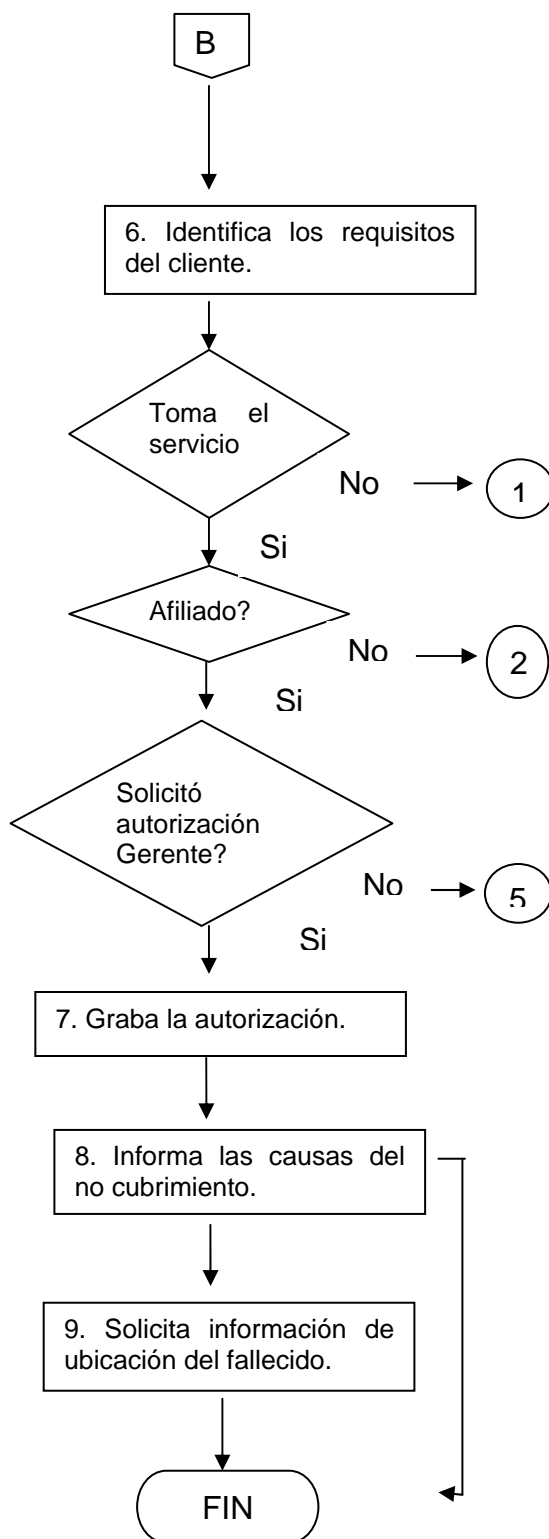 B
6. Identifica los requisitos
del cliente.
Toma el
servicio
No
1
Si
Afiliado?
No
2
Si
Solicitó
autorización
Gerente?
No
5
Si
7. Graba la autorización.
8. Informa las causas del
no cubrimiento.
9. Solicita información de
ubicación del fallecido.
FIN